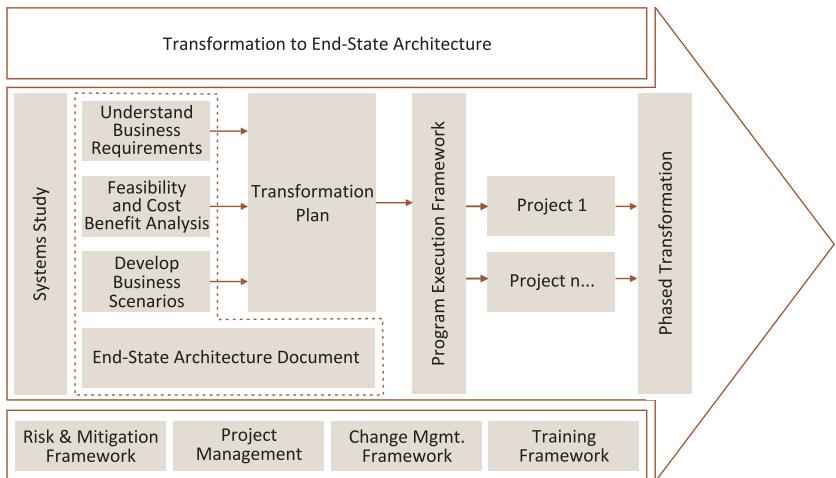 Transformation to End-State Architecture
Systems Study
Understand
Business
Requirements
Feasibility
and Cost
Benefit Analysis
Develop
Business
Scenarios
End-State Architecture Document
Transformation
Plan
Program Execution Framework
Project 1
Project n...
Phased Transformation
Risk & Mitigation
Framework
Project
Management
Change Mgmt.
Framework
Training
Framework